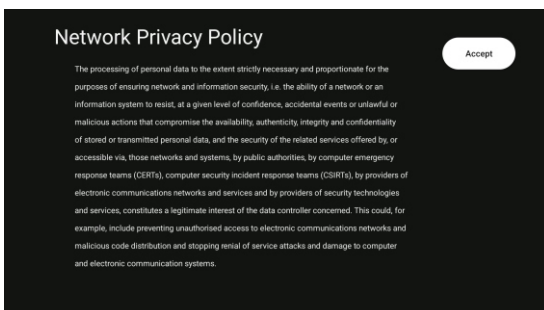 Network Privacy Policy
Accept
The processing of personal data to the extent strictly necessary and proportionate for the
purposes of ensuring network and information security, i.e. the ability of a network or an
information system to resist, at a given level of confidence, accidental events or unlawful or
malicious actions that compromise the availability, authenticity, integrity and confidentiality
of stored or transmitted personal data, and the security of the related services offered by, or
accessible via, those networks and systems, by public authorities, by computer emergency
response teams (CERTs), computer security incident response teams (CSIRTs), by providers of
electronic communications networks and services and by providers of security technologies
and services, constitutes a legitimate interest of the data controller concerned. This could, for
example, include preventing unauthorised access to electronic communications networks and
malicious code distribution and stopping renial of service attacks and damage to computer
and electronic communication systems.